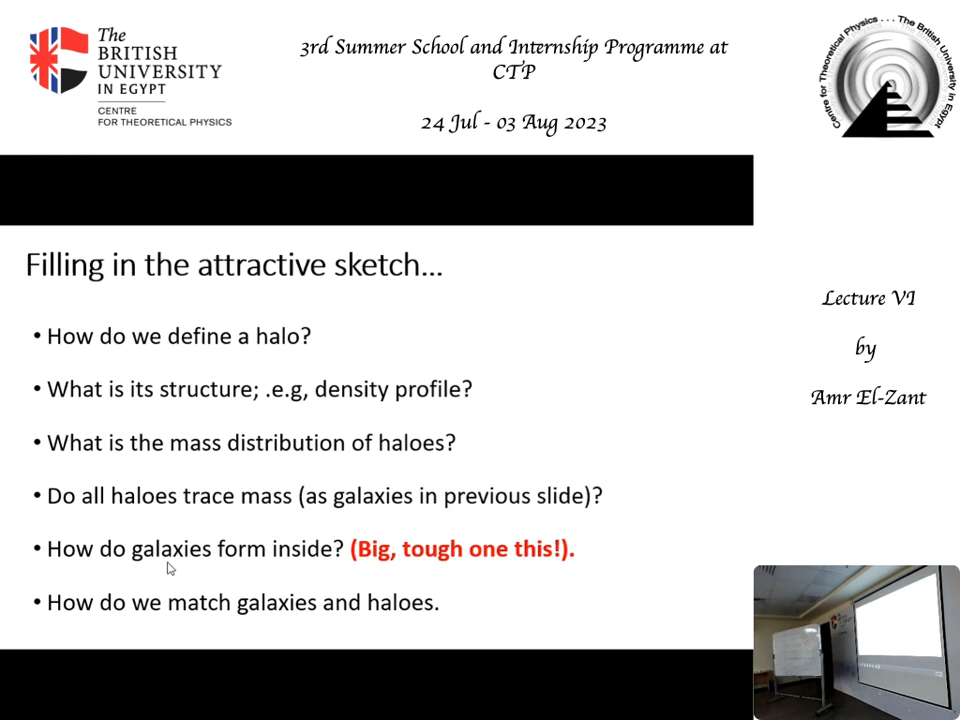 The
BRITISH
UNIVERSITY
IN EGYPT
CENTRE
FOR THEORETICAL PHYSICS
3rd Summer School and Internship Programme at
CTP
24 Jul - 03 Aug 2023
Centre for Theoretical Physics . . . The British University in Egypt
Filling in the attractive sketch...
• How do we define a halo?
• What is its structure; .e.g, density profile?
• What is the mass distribution of haloes?
• Do all haloes trace mass (as galaxies in previous slide)?
• How do galaxies form inside? (Big, tough one this!).
• How do we match galaxies and haloes.
Lecture VI
by
Amr El-Zant